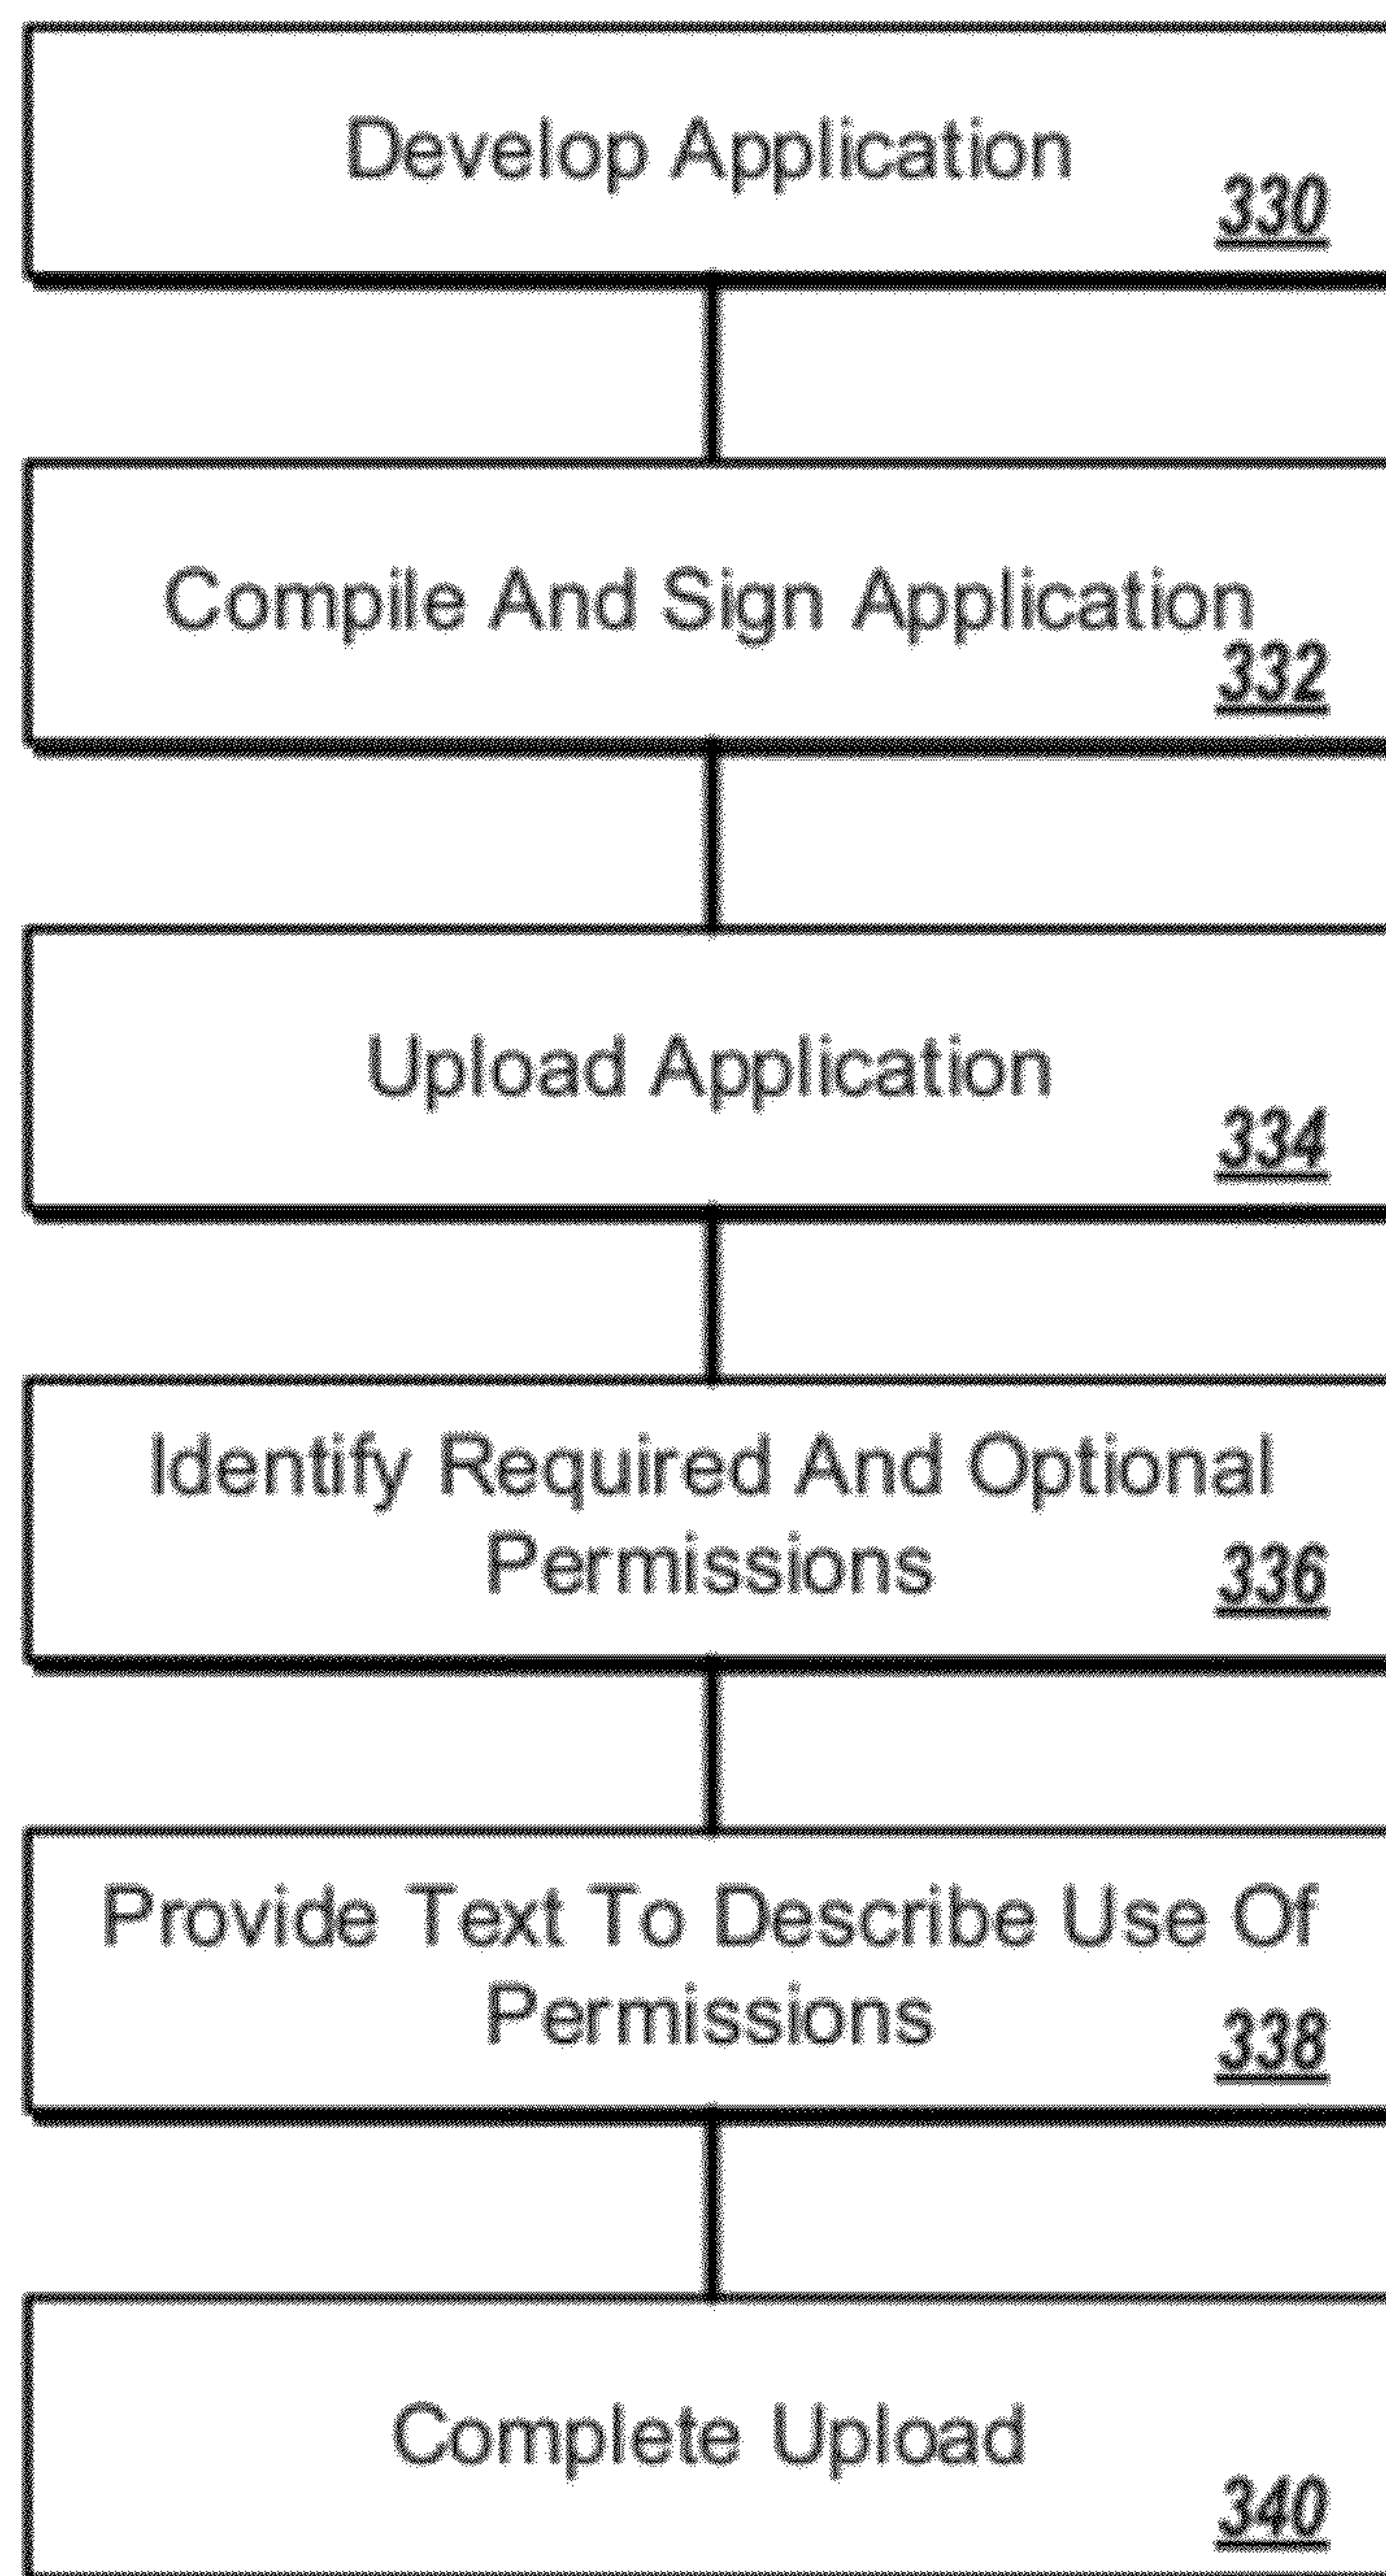 Develop Application
330
Compile And Sign Application
332
Upload Application
334
Identify Required And Optional
Permissions
336
Provide Text To Describe Use Of
Permissions
338
Complete Upload
340